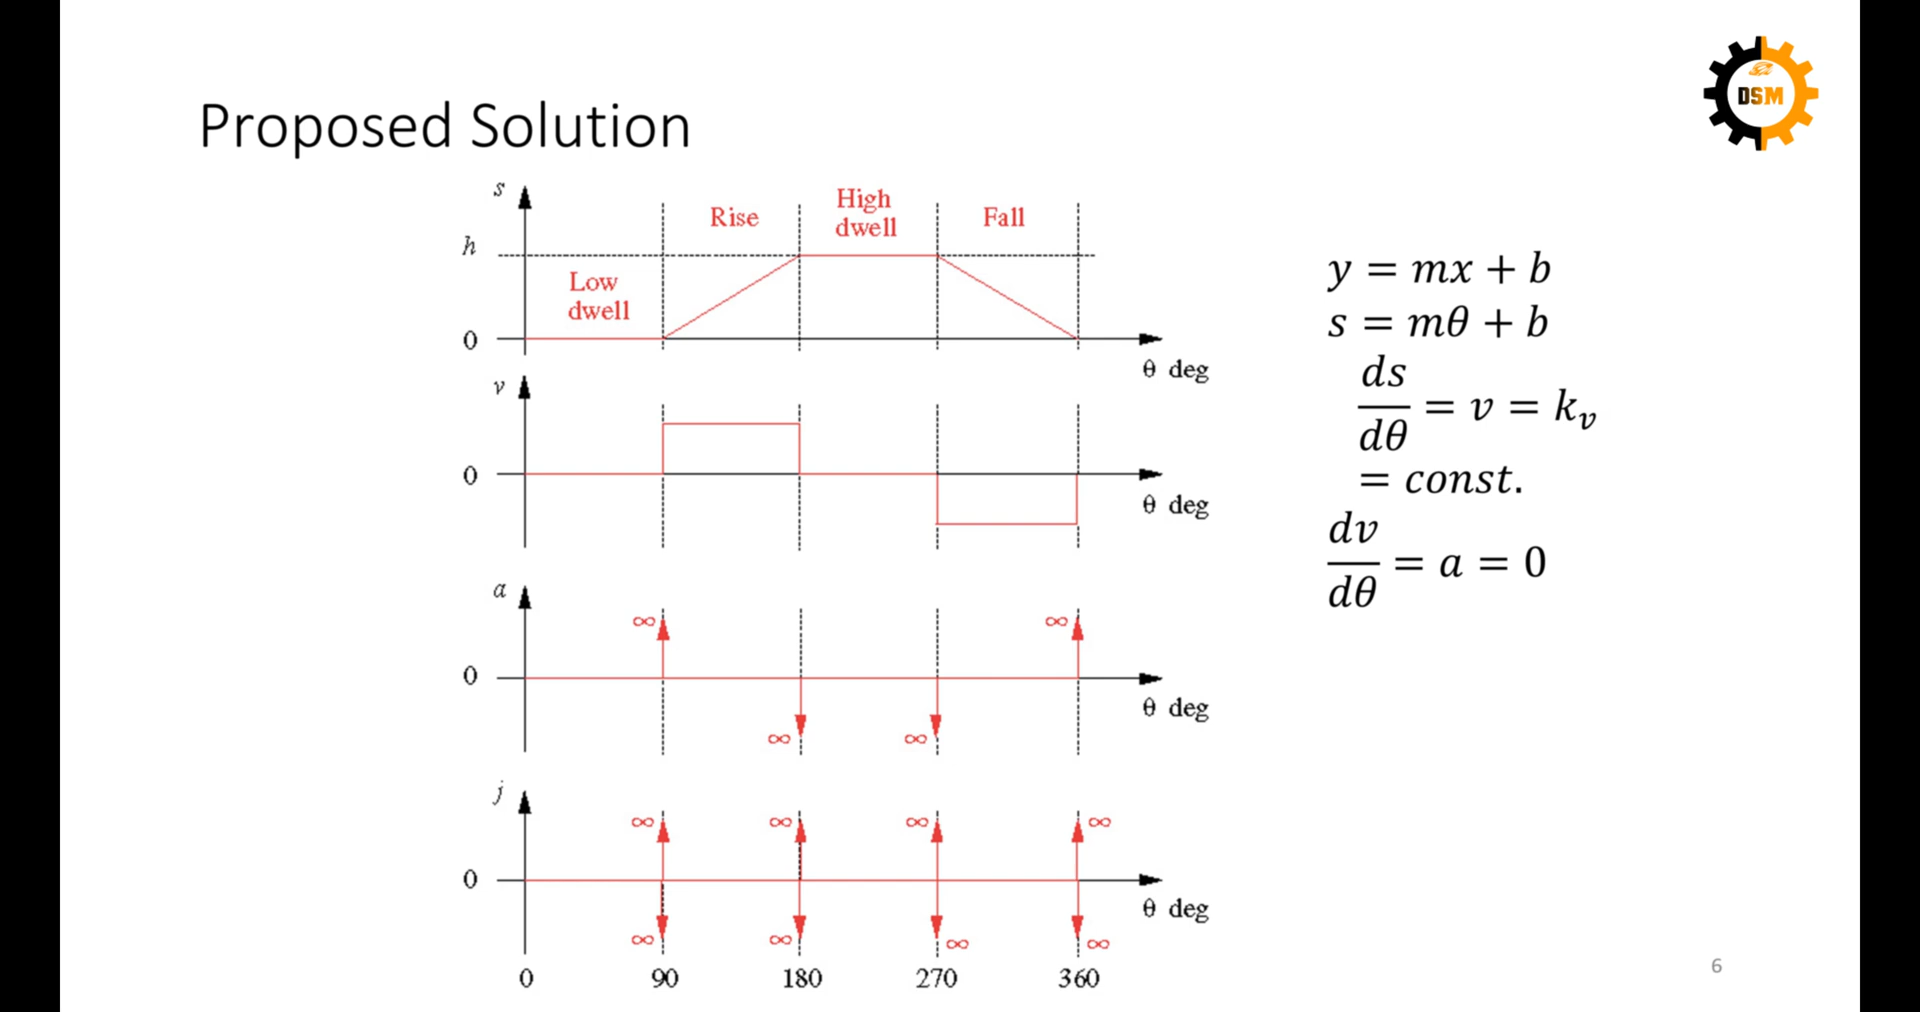 DSM
Proposed Solution
s
h
0
Low
dwell
Rise
High
dwell
Fall
θ deg
v
0
θ deg
a
0
∞
∞
∞
∞
θ deg
j
0
∞
∞
∞
∞
∞
∞
∞
∞
θ deg
0 90 180 270 360
y = mx + b
s = mθ + b
ds/dθ = v = kᵥ
= const.
dv/dθ = a = 0
6